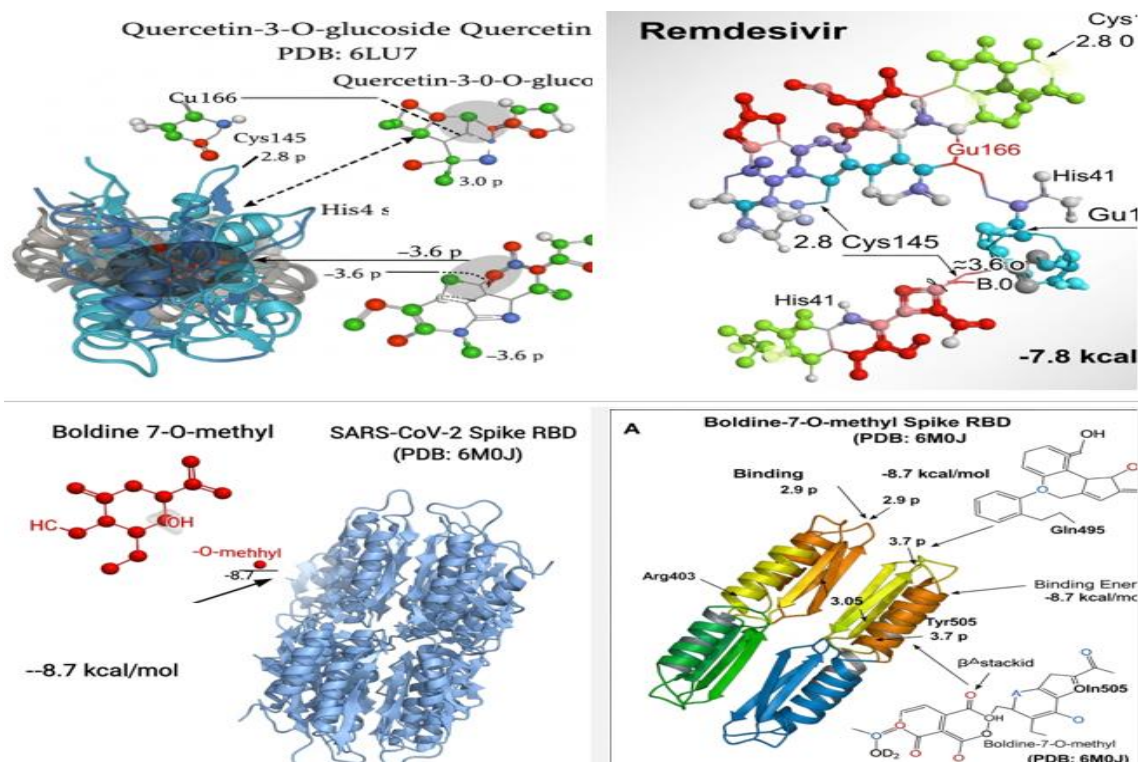 Quercetin-3-O-glucoside Quercetin
PDB: 6LU7
Quercetin-3-0-O-gluco
Cu166
Cys145
2.8 p
3.0 p
His4 s
-3.6 p
-3.6 p
-3.6 p
Remdesivir
Cys1
2.8 0
Gu166
His41
Gu1
2.8 Cys145
≈3.6 o
B.0
His41
-7.8 kcal
Boldine 7-O-methyl
SARS-CoV-2 Spike RBD
(PDB: 6M0J)
HC
OH
-O-mehhyl
-8.7
--8.7 kcal/mol
A
Boldine-7-O-methyl Spike RBD
(PDB: 6M0J)
Binding
-8.7 kcal/mol
2.9 p
2.9 p
OH
O
O
Gln495
3.7 p
Arg403
Binding Ener
-8.7 kcal/mo
3.05
Tyr505
3.7 p
β^stackid
O
A
Oln505
O
OH
O
O
O
O
OD2
Boldine-7-O-methyl
(PDB: 6M0J)